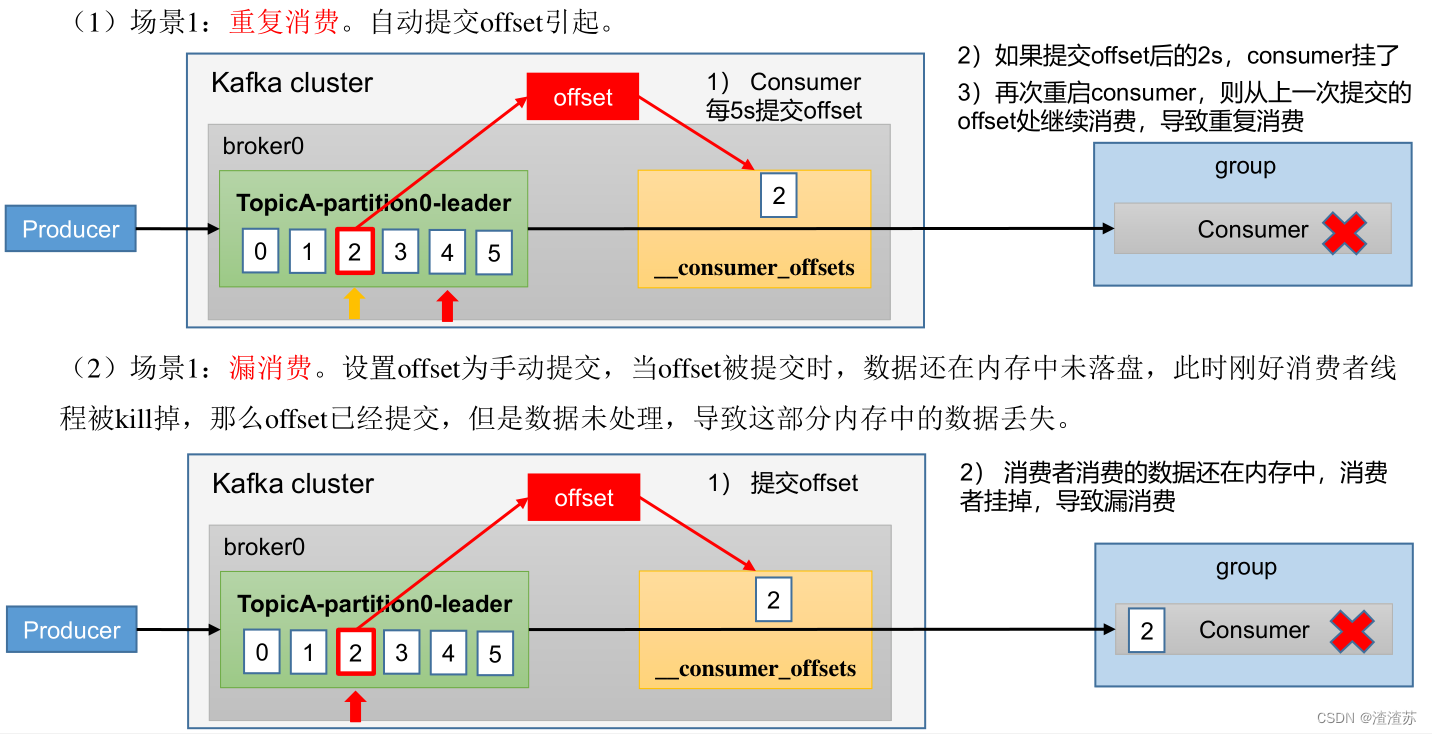 （1）场景1：重复消费。自动提交offset引起。
Kafka cluster
offset
1） Consumer
每5s提交offset
2）如果提交offset后的2s，consumer挂了
3）再次重启consumer，则从上一次提交的
offset处继续消费，导致重复消费
broker0
TopicA-partition0-leader
0 1 2 3 4 5
2
__consumer_offsets
Producer
group
Consumer
（2）场景1：漏消费。设置offset为手动提交，当offset被提交时，数据还在内存中未落盘，此时刚好消费者线
程被kill掉，那么offset已经提交，但是数据未处理，导致这部分内存中的数据丢失。
Kafka cluster
offset
1） 提交offset
2） 消费者消费的数据还在内存中，消费
者挂掉，导致漏消费
broker0
TopicA-partition0-leader
0 1 2 3 4 5
2
__consumer_offsets
Producer
group
2 Consumer
CSDN @渣渣苏